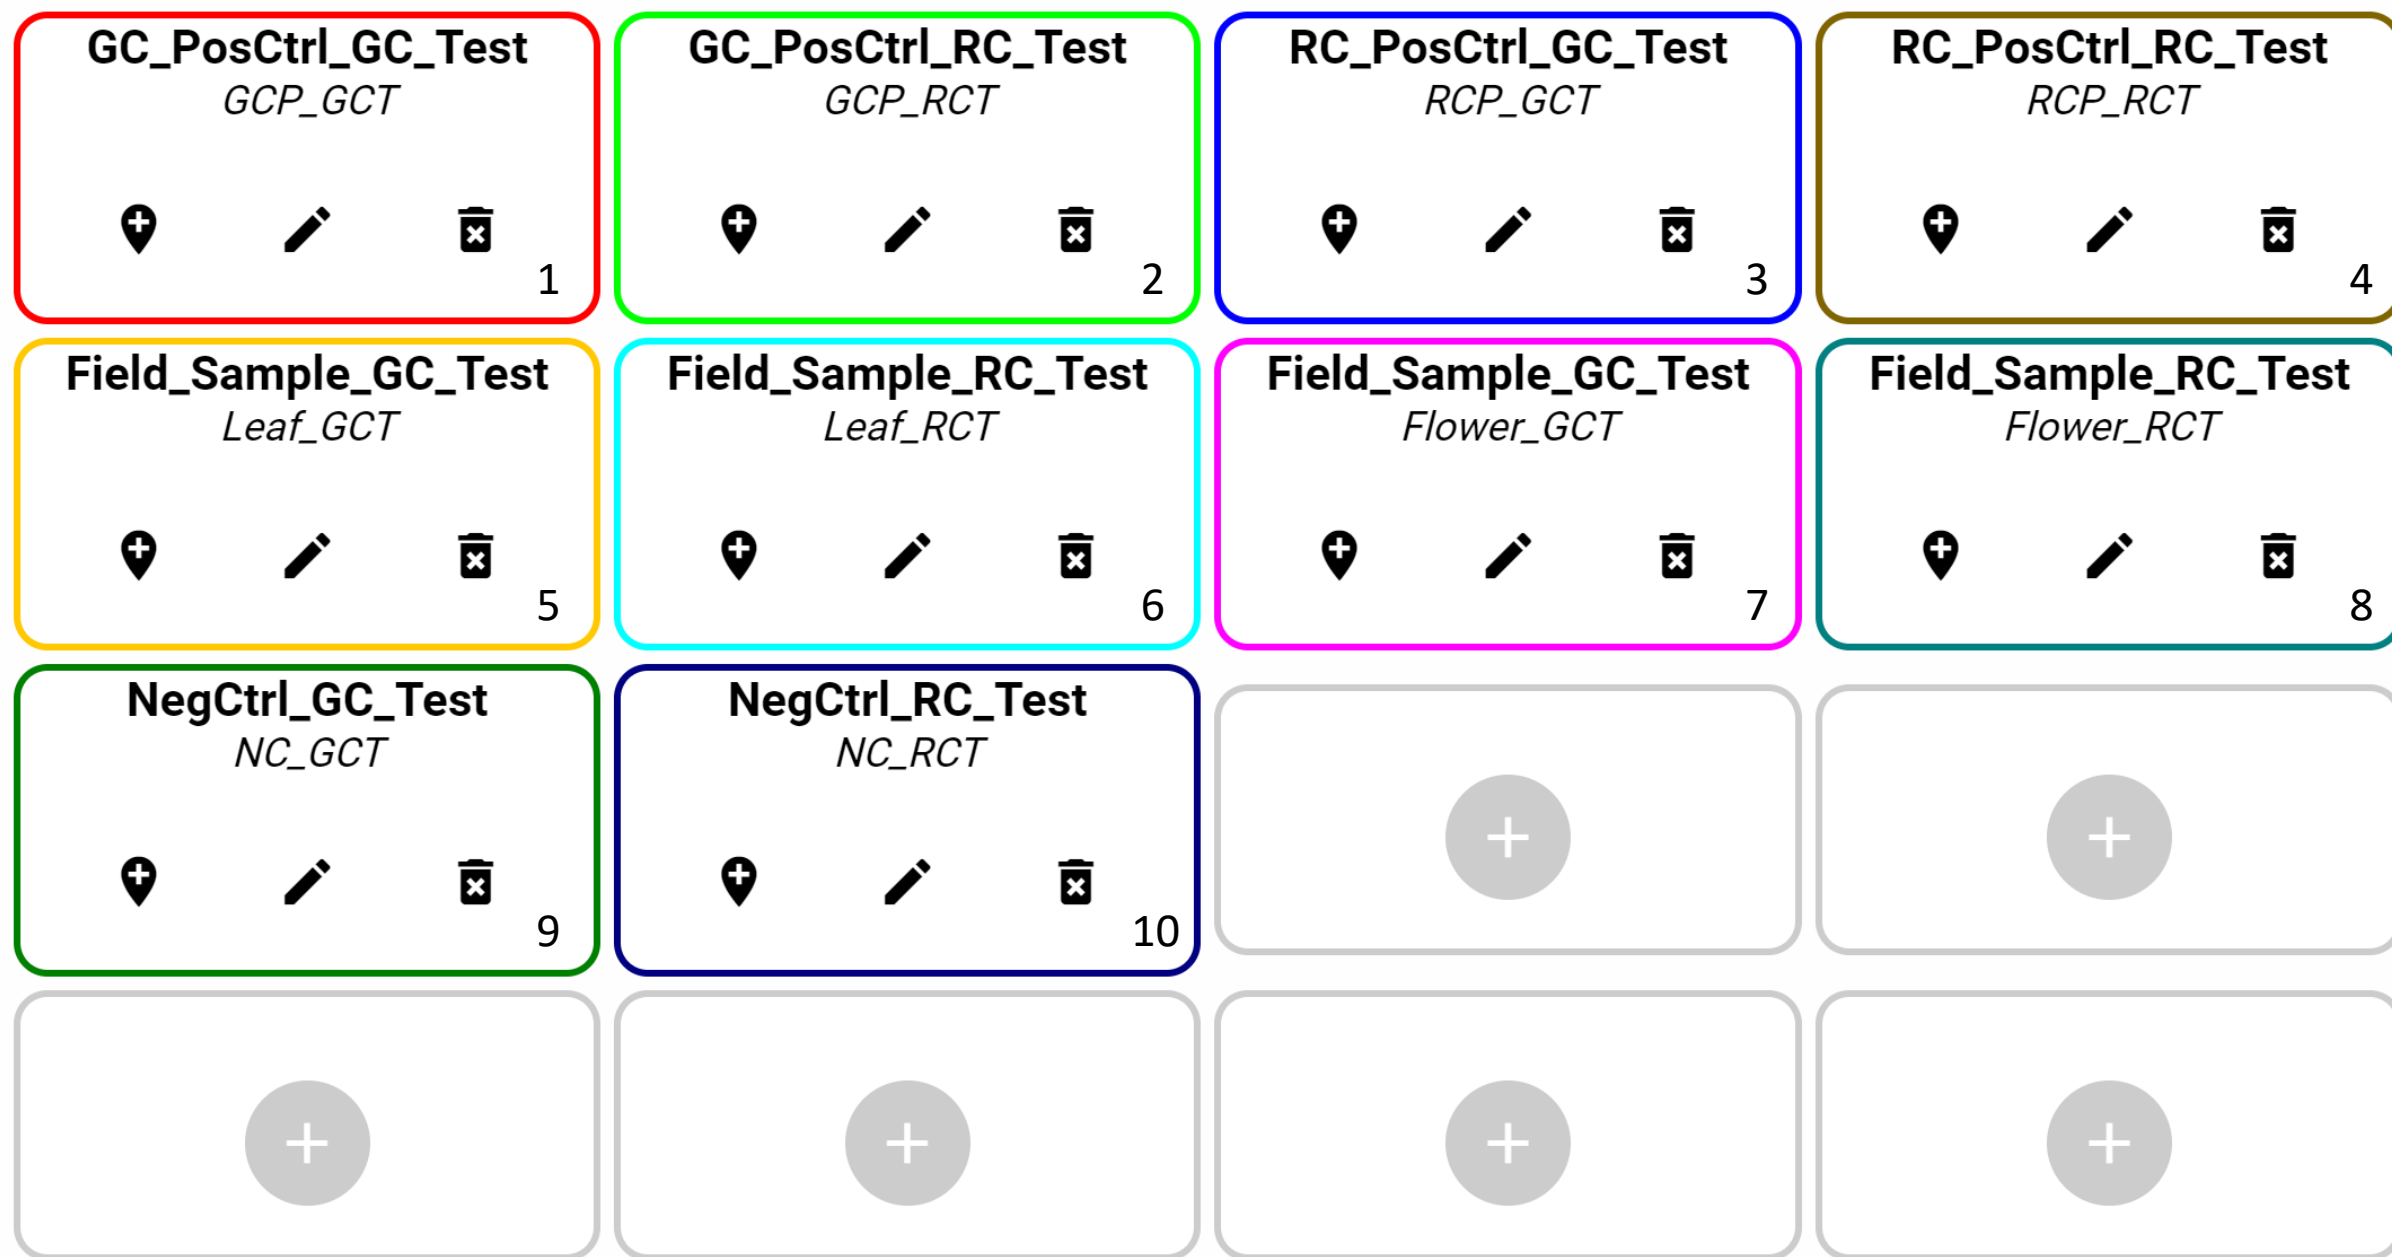 GC_PosCtrl_GC_Test
GCP_GCT
1
GC_PosCtrl_RC_Test
GCP_RCT
2
RC_PosCtrl_GC_Test
RCP_GCT
3
RC_PosCtrl_RC_Test
RCP_RCT
4
Field_Sample_GC_Test
Leaf_GCT
5
Field_Sample_RC_Test
Leaf_RCT
6
Field_Sample_GC_Test
Flower_GCT
7
Field_Sample_RC_Test
Flower_RCT
8
NegCtrl_GC_Test
NC_GCT
9
NegCtrl_RC_Test
NC_RCT
10